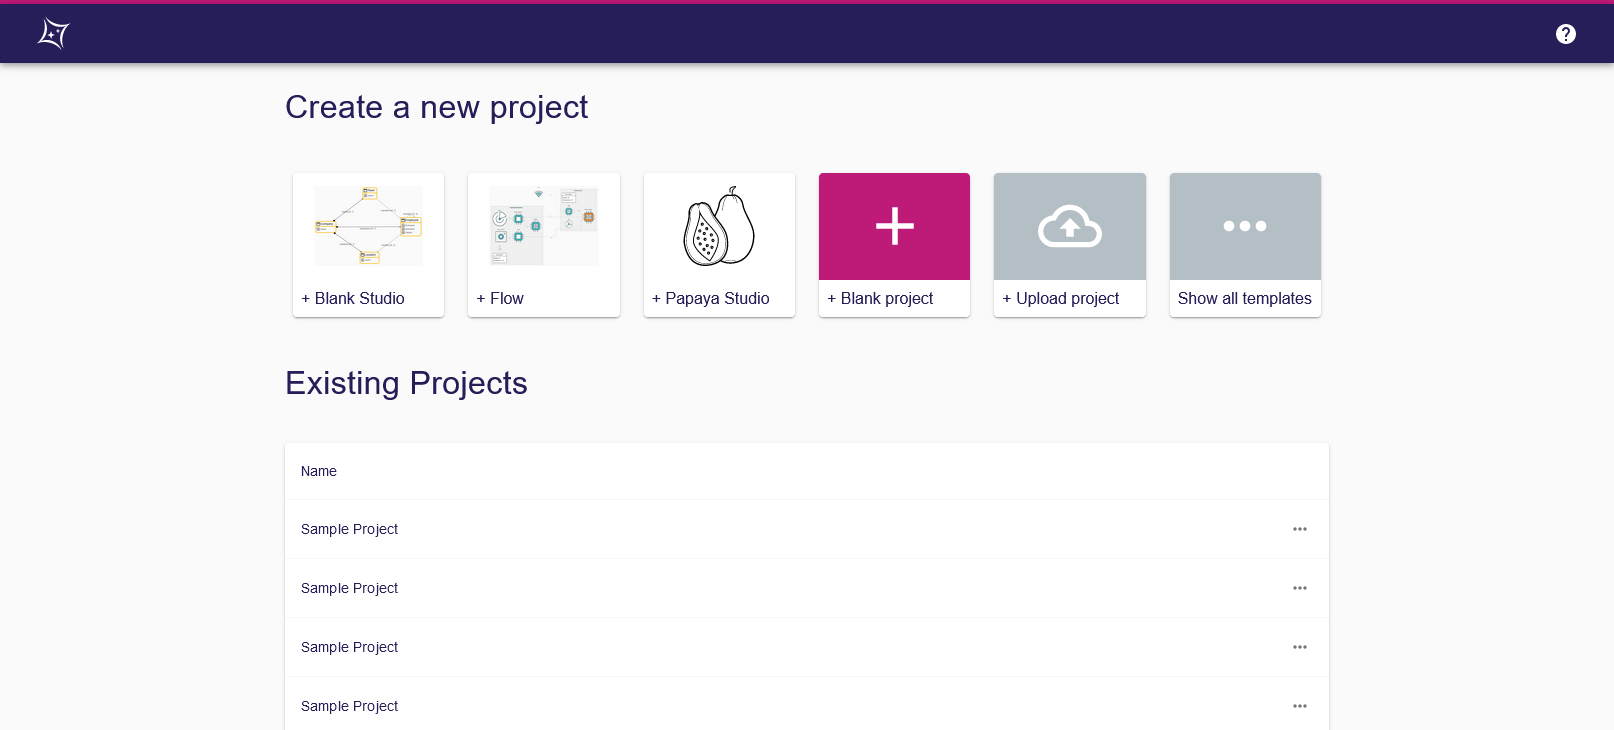 Create a new project
+ Blank Studio
+ Flow
+ Papaya Studio
+ Blank project
+ Upload project
Show all templates
Existing Projects
Name
Sample Project
Sample Project
Sample Project
Sample Project